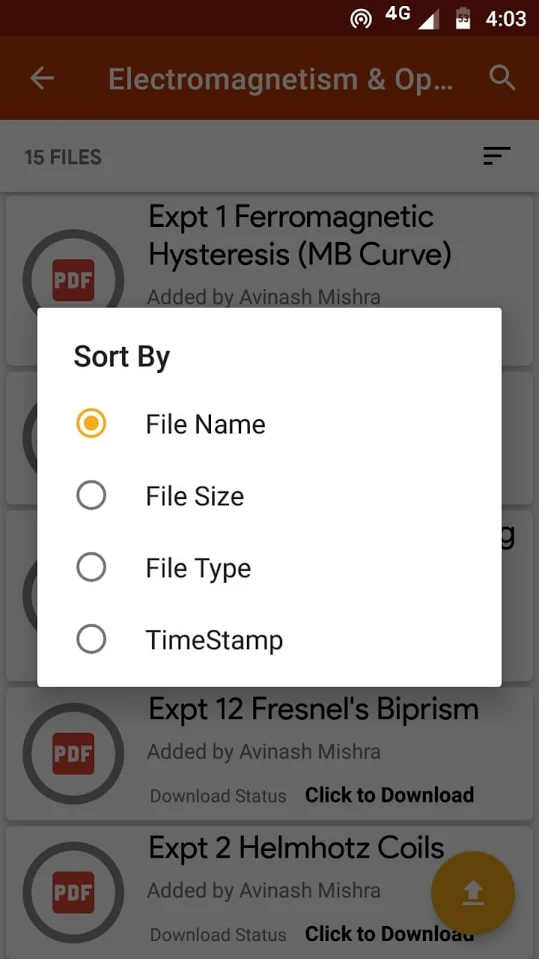 4G 4:03
Electromagnetism & Op...
15 FILES
Expt 1 Ferromagnetic
Hysteresis (MB Curve)
PDF
Added by Avinash Mishra
Sort By
File Name
File Size
File Type
TimeStamp
g
Expt 12 Fresnel's Biprism
PDF
Added by Avinash Mishra
Download Status Click to Download
Expt 2 Helmhotz Coils
PDF
Added by Avinash Mishra
Download Status Click to Download